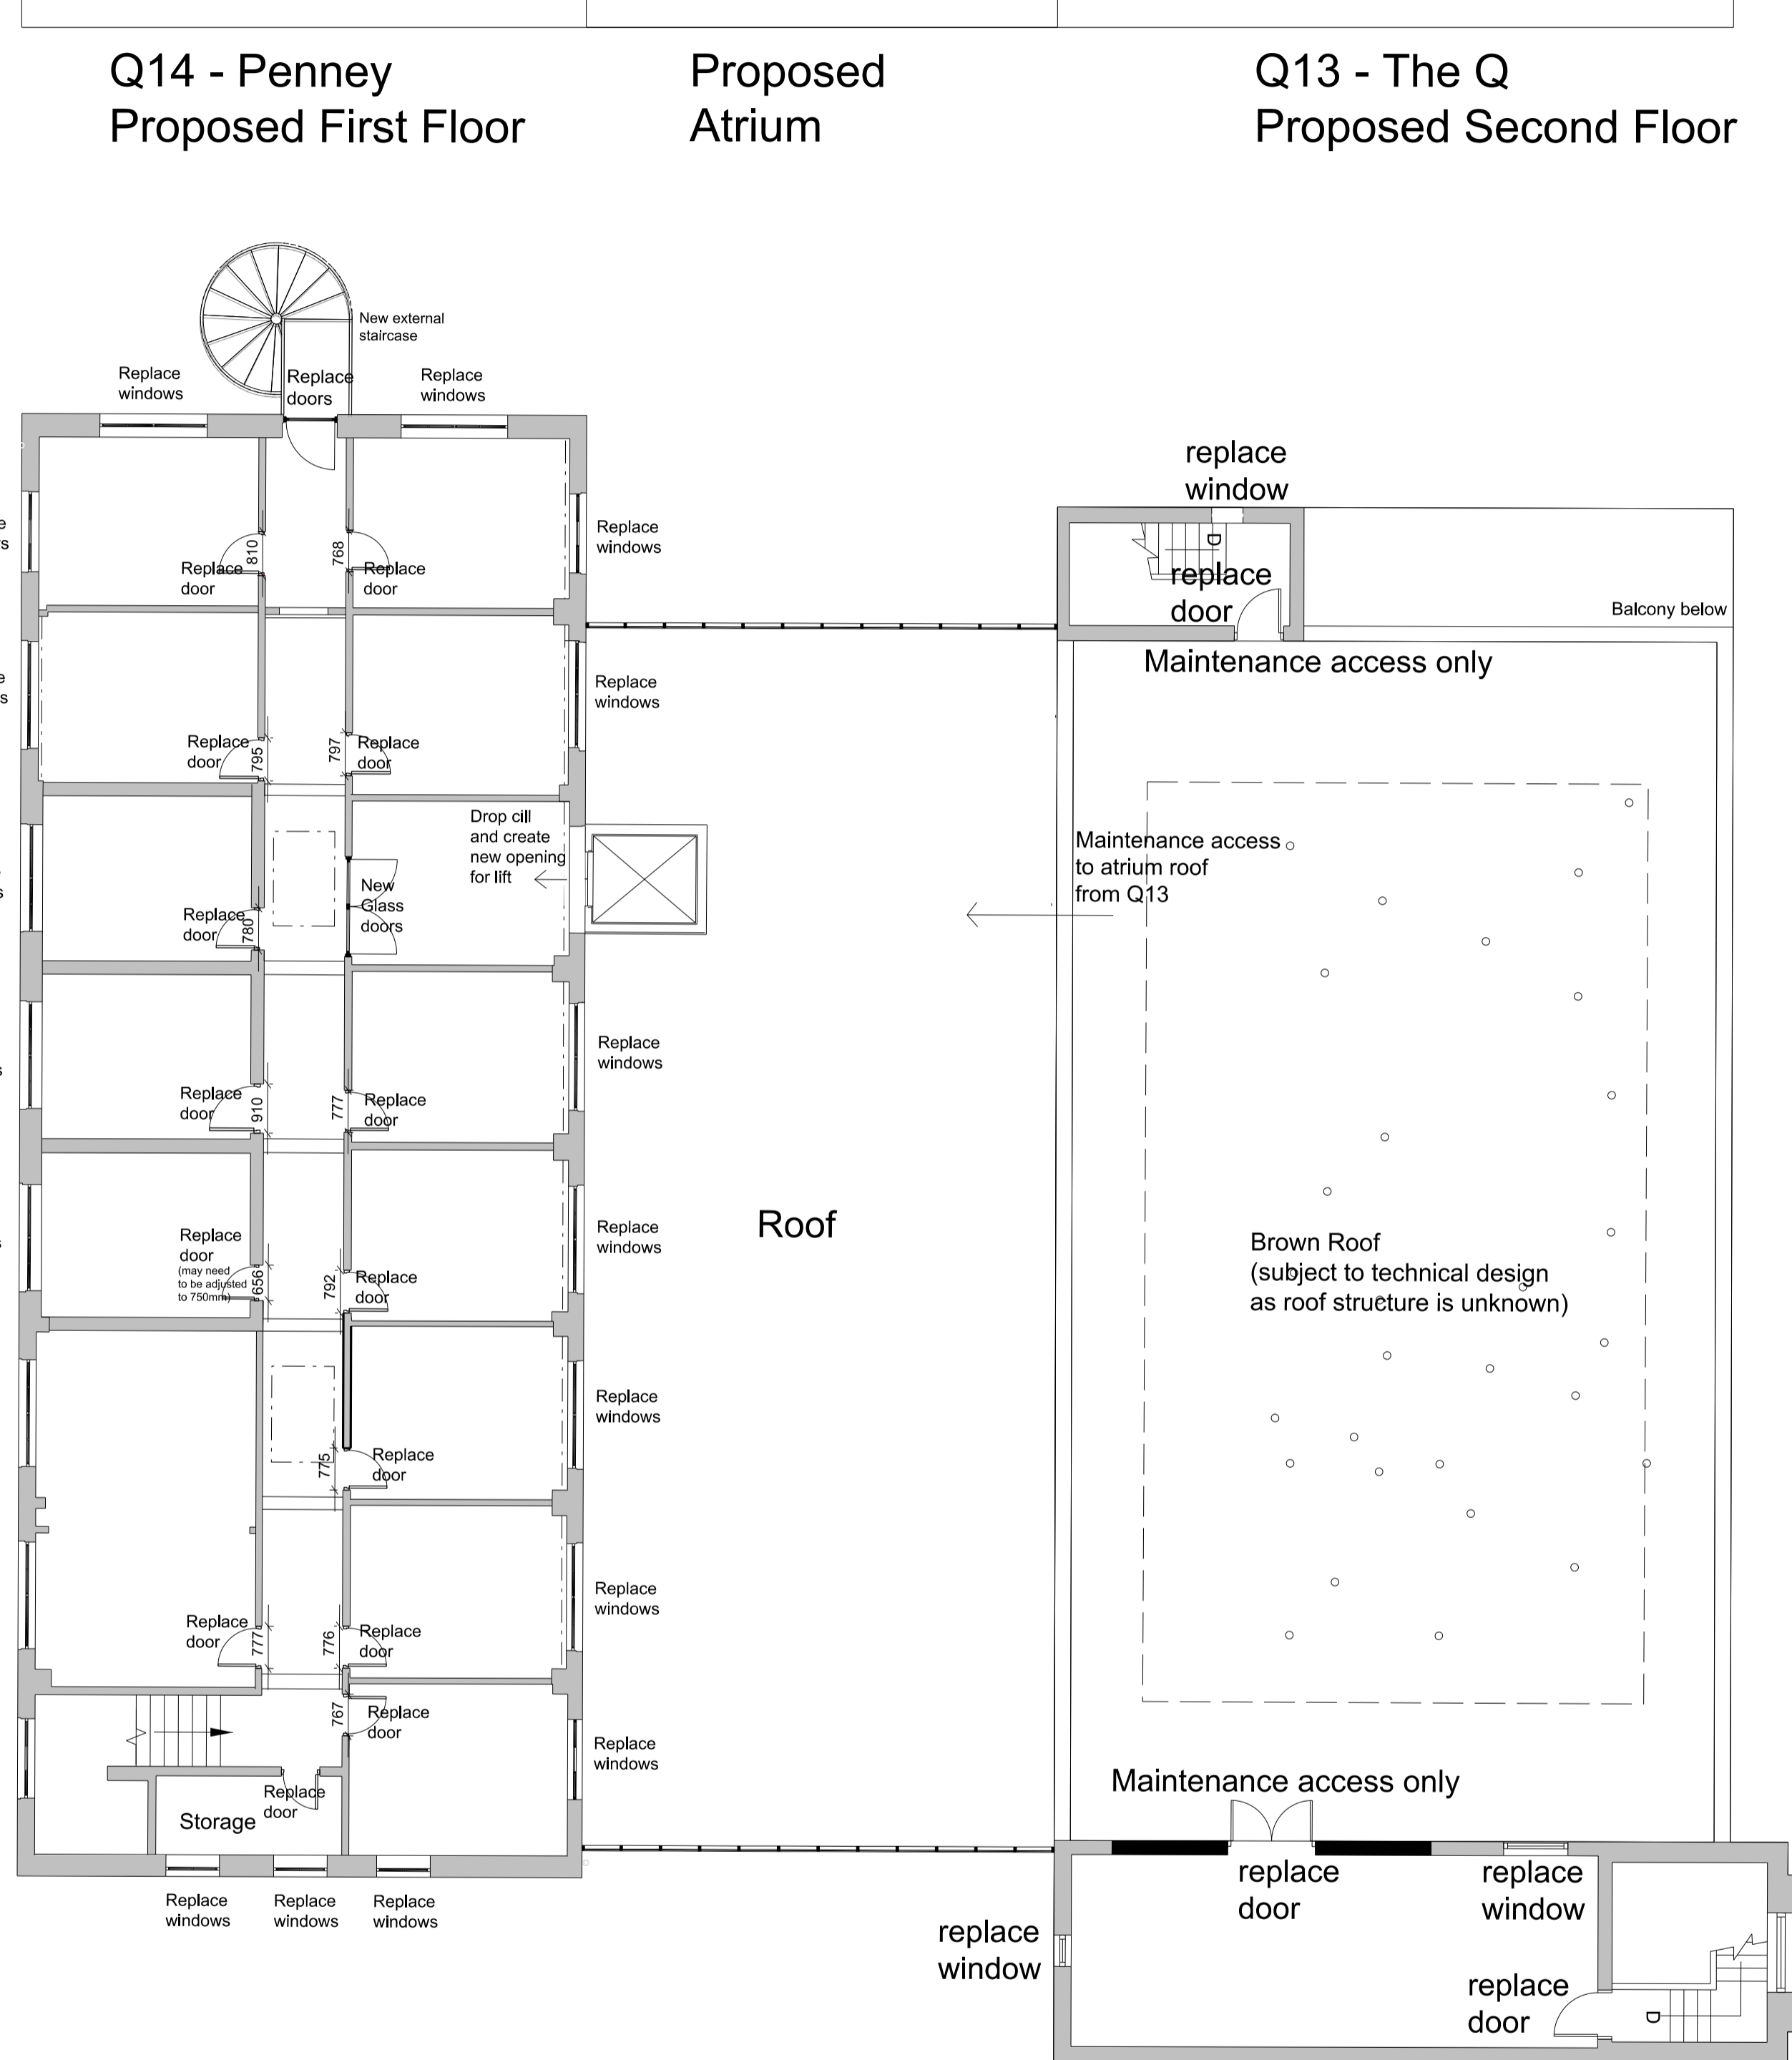 Q14 - Penney
Proposed First Floor
Proposed
Atrium
Q13 - The Q
Proposed Second Floor
New external
staircase
Replace
windows
Replace
doors
Replace
windows
Replace
windows
810
768
Replace
door
Replace
door
Replace
windows
Replace
door
795
797
Replace
door
Drop cill
and create
new opening
for lift
New
Glass
doors
Replace
door
780
Replace
windows
Replace
door
910
777
Replace
door
Replace
windows
Replace
door
(may need
to be adjusted
to 750mm)
656
792
Replace
door
Replace
windows
775
Replace
door
Replace
windows
Replace
door
777
776
Replace
door
767
Replace
door
Replace
windows
Replace
door
Storage
Replace
windows
Replace
windows
Replace
windows
Roof
replace
window
D
replace
door
Balcony below
Maintenance access only
Maintenance access
to atrium roof
from Q13
Brown Roof
(subject to technical design
as roof structure is unknown)
Maintenance access only
replace
door
replace
window
replace
window
replace
door
D